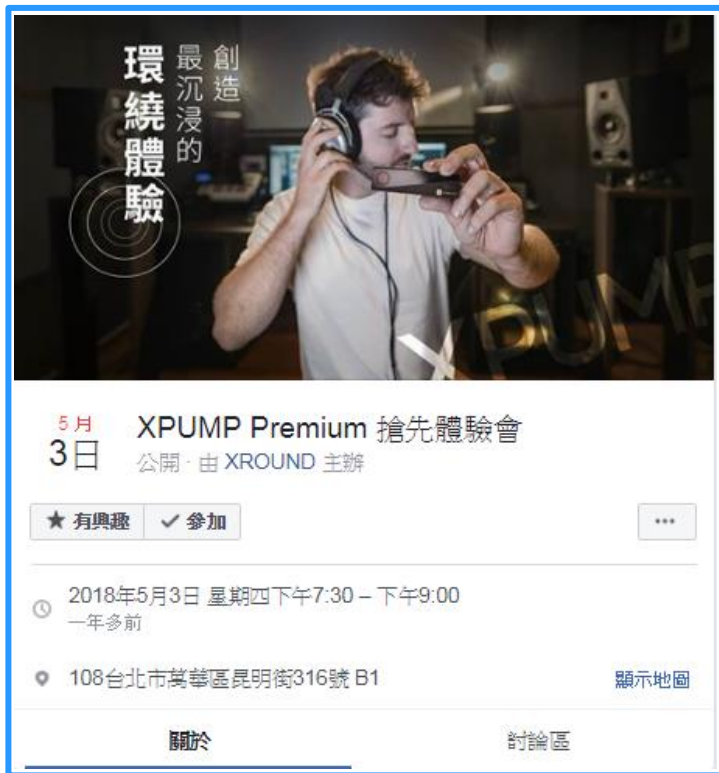 創造
最沉浸的
環繞體驗
XPUMP
5月
3日
XPUMP Premium 搶先體驗會
公開 · 由 XROUND 主辦
★ 有興趣
✓ 參加
...
2018年5月3日 星期四下午7:30 – 下午9:00
一年多前
108台北市萬華區昆明街316號 B1
顯示地圖
關於
討論區